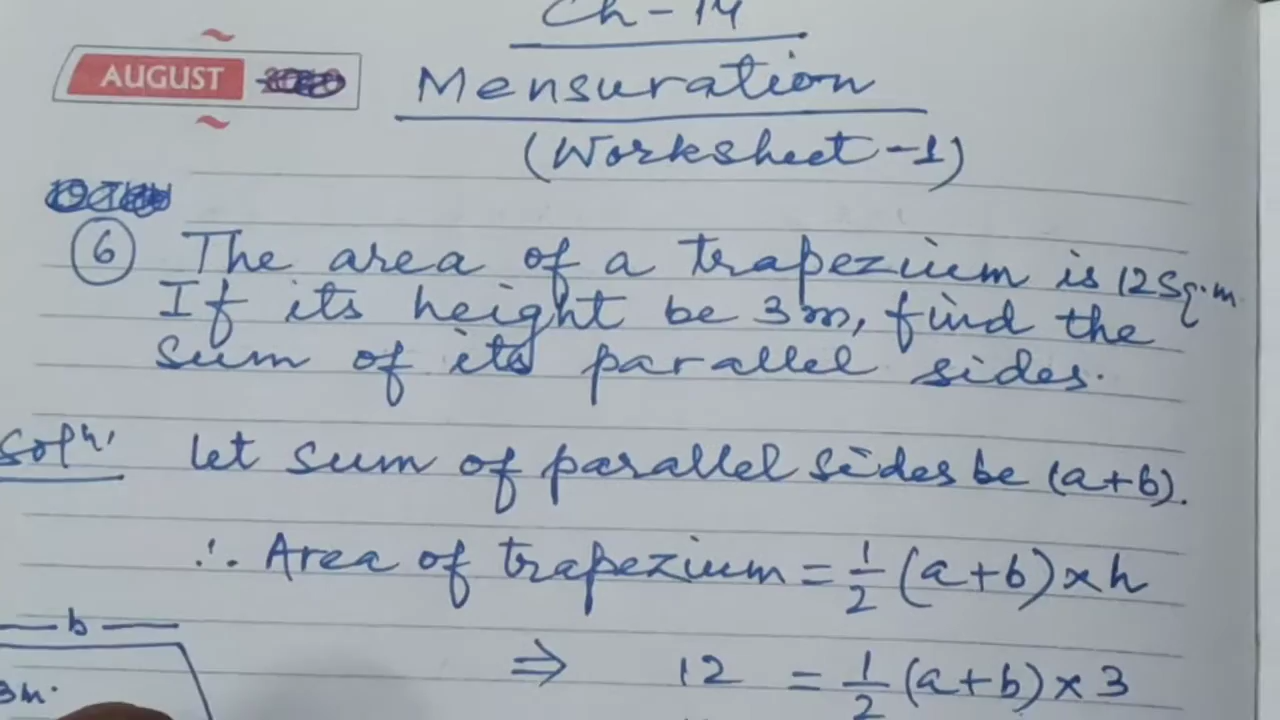 Ch-14
AUGUST
Mensuration
(Worksheet-1)
6 The area of a trapezium is 12 Sq.m.
If its height be 3m, find the
sum of its parallel sides.
Solⁿ. let sum of parallel sides be (a+b).
∴ Area of trapezium = 1/2 (a+b) × h
b
⇒ 12 = 1/2 (a+b) × 3
3m.